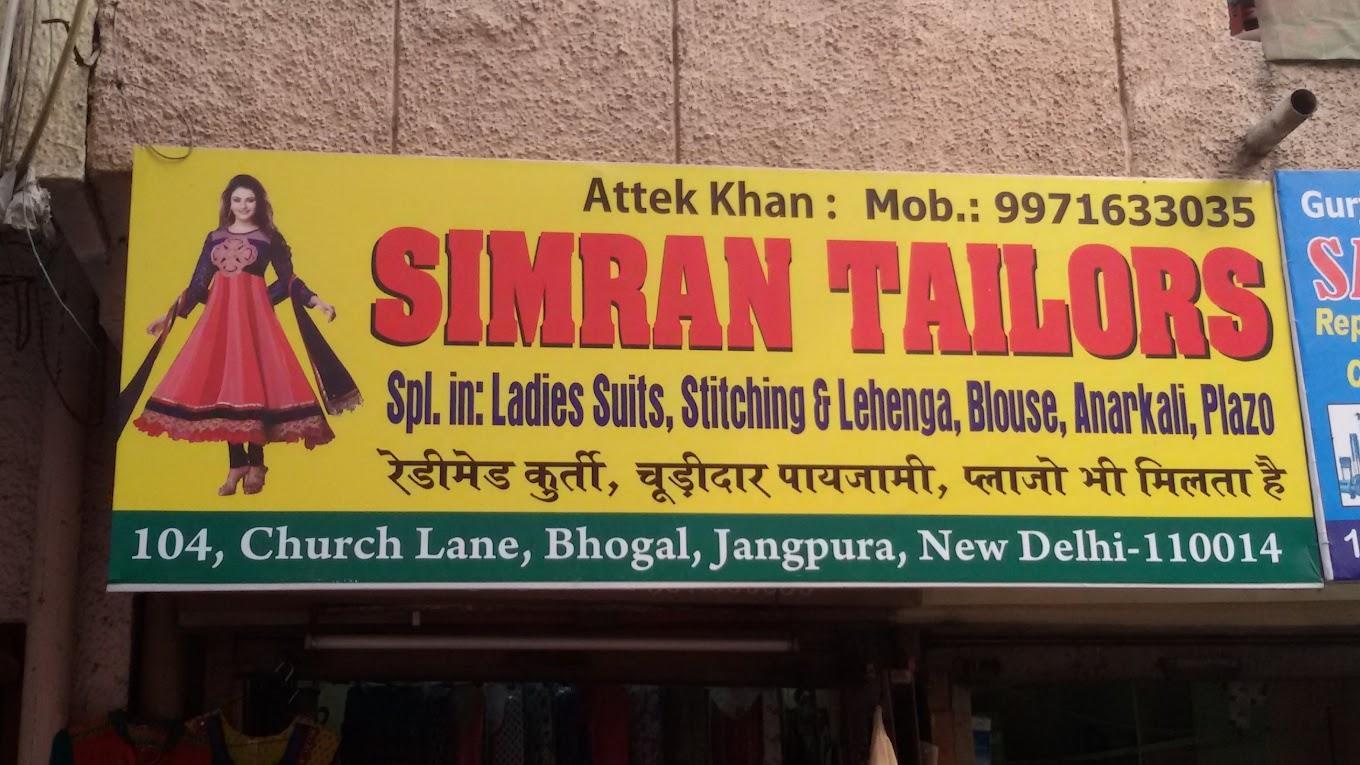 Attek Khan : Mob.: 9971633035
SIMRAN TAILORS
Spl. in: Ladies Suits, Stitching & Lehenga, Blouse, Anarkali, Plazo
रेडीमेड कुर्ती, चूड़ीदार पायजामी, प्लाजो भी मिलता है
104, Church Lane, Bhogal, Jangpura, New Delhi-110014